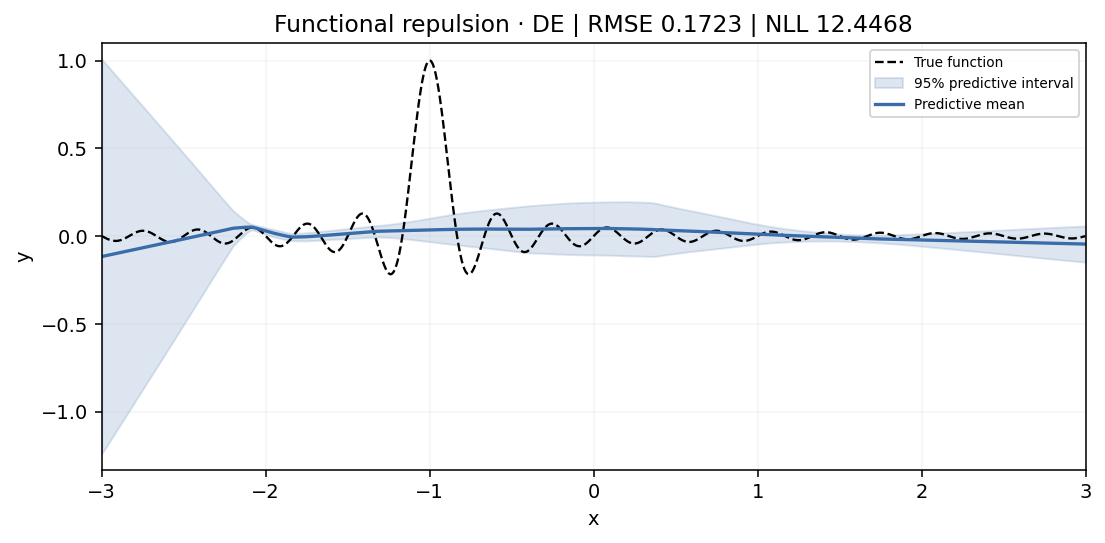 Functional repulsion · DE | RMSE 0.1723 | NLL 12.4468
True function
95% predictive interval
Predictive mean
1.0
0.5
0.0
−0.5
−1.0
y
−3
−2
−1
0
1
2
3
x